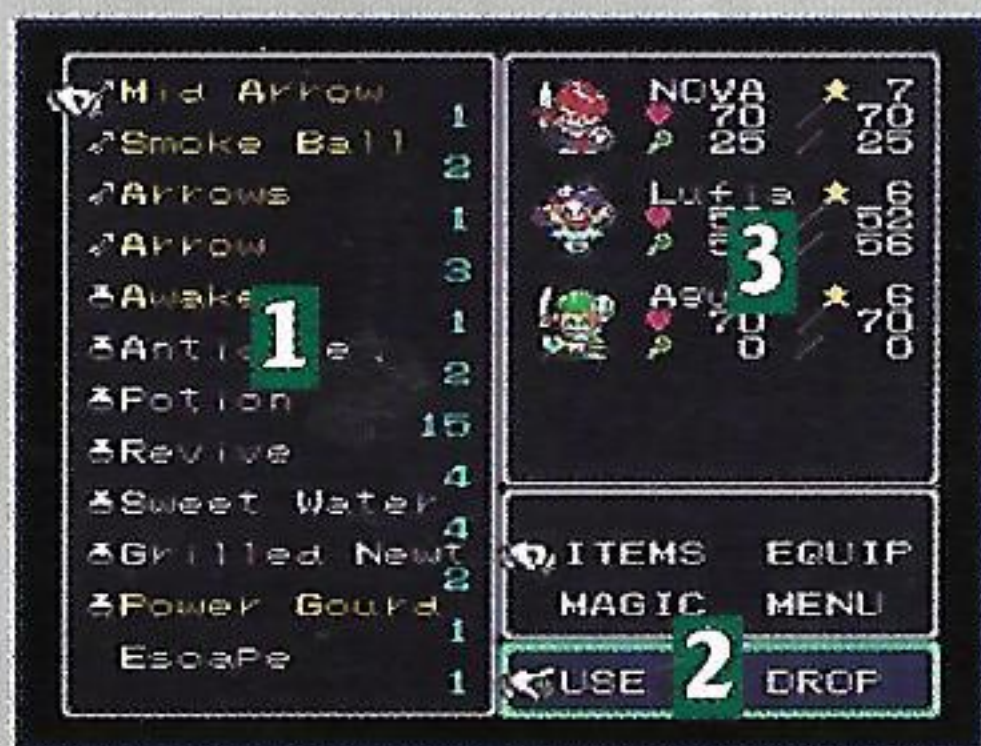 Mid Arrow 1
Smoke Ball 2
Arrows 1
Arrow 3
1
2
Potion 15
Revive 4
Sweet Water 4
Grilled Newt 2
Power Gourd 1
Escape 1
1
NOVA 7
70 / 70
25 / 25
Lufia 6
/ 52
/ 56
6
70 / 70
0 / 0
3
ITEMS EQUIP
MAGIC MENU
USE DROP
2